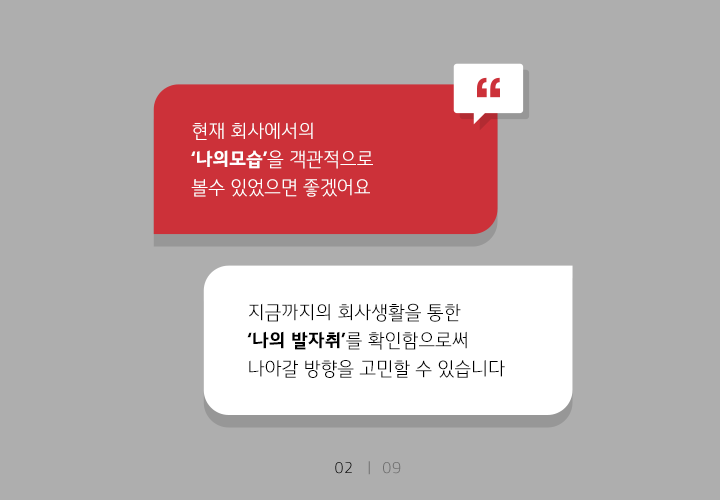 “
현재 회사에서의
‘나의모습’을 객관적으로
볼수 있었으면 좋겠어요
지금까지의 회사생활을 통한
‘나의 발자취’를 확인함으로써
나아갈 방향을 고민할 수 있습니다
02 | 09